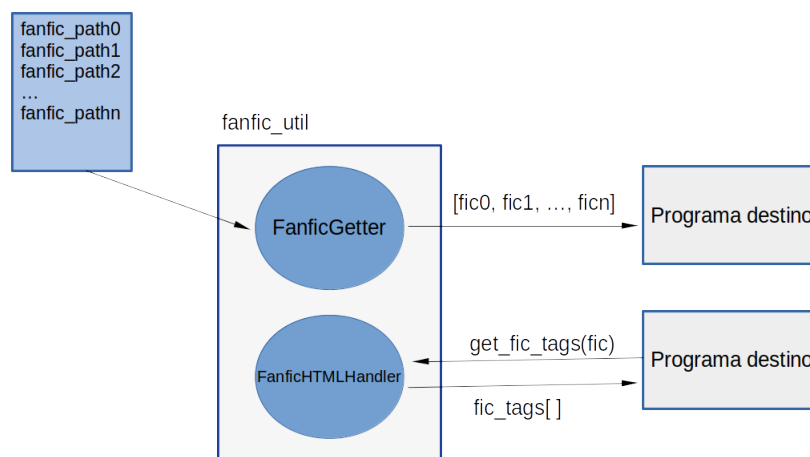 fanfic_path0
fanfic_path1
fanfic_path2
...
fanfic_pathn
fanfic_util
FanficGetter
[fic0, fic1, ..., ficn]
Programa destino
get_fic_tags(fic)
FanficHTMLHandler
Programa destino
fic_tags[ ]